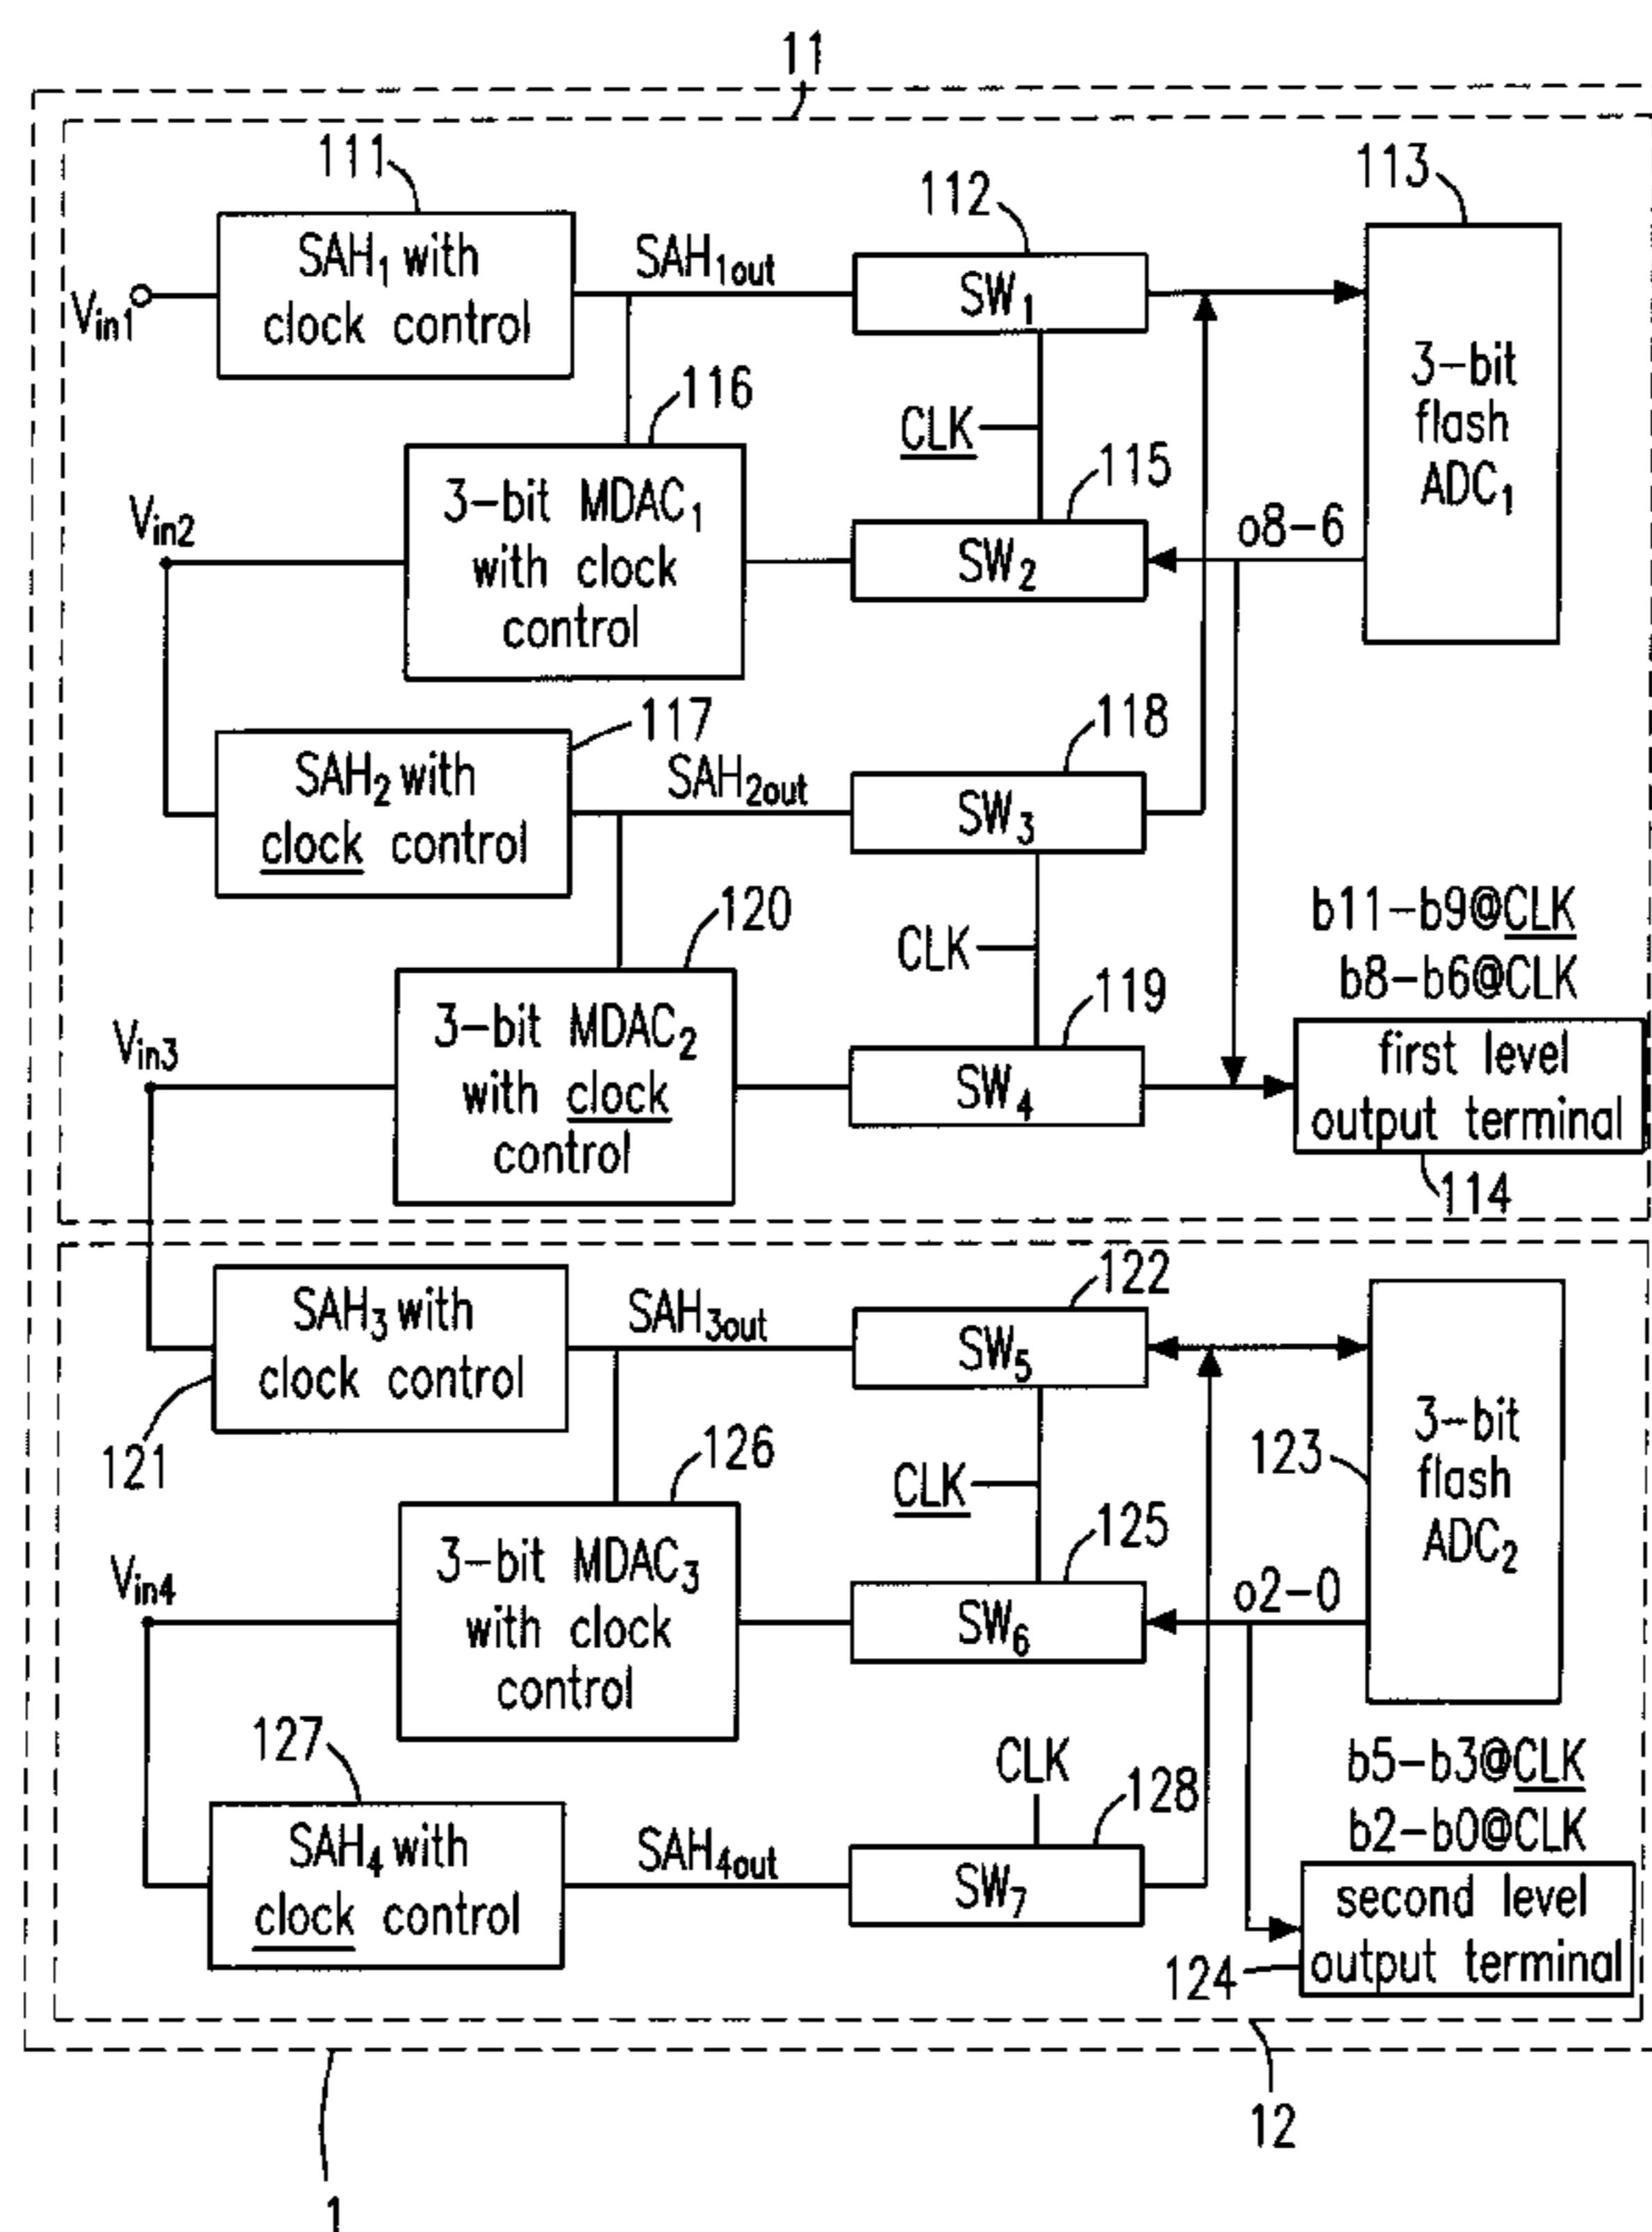 11
111
112
113
SAH1 with
clock control
Vin1
SAH1out
SW1
3-bit
flash
ADC1
116
CLK
115
Vin2
3-bit MDAC1
with clock
control
SW2
o8-6
117
118
SAH2 with
clock control
SAH2out
SW3
120
CLK
119
b11-b9@CLK
b8-b6@CLK
Vin3
3-bit MDAC2
with clock
control
SW4
first level
output terminal
114
122
SAH3 with
clock control
SAH3out
SW5
121
126
CLK
125
123
3-bit
flash
ADC2
Vin4
3-bit MDAC3
with clock
control
SW6
o2-0
127
CLK
128
b5-b3@CLK
b2-b0@CLK
SAH4 with
clock control
SAH4out
SW7
second level
output terminal
124
12
1